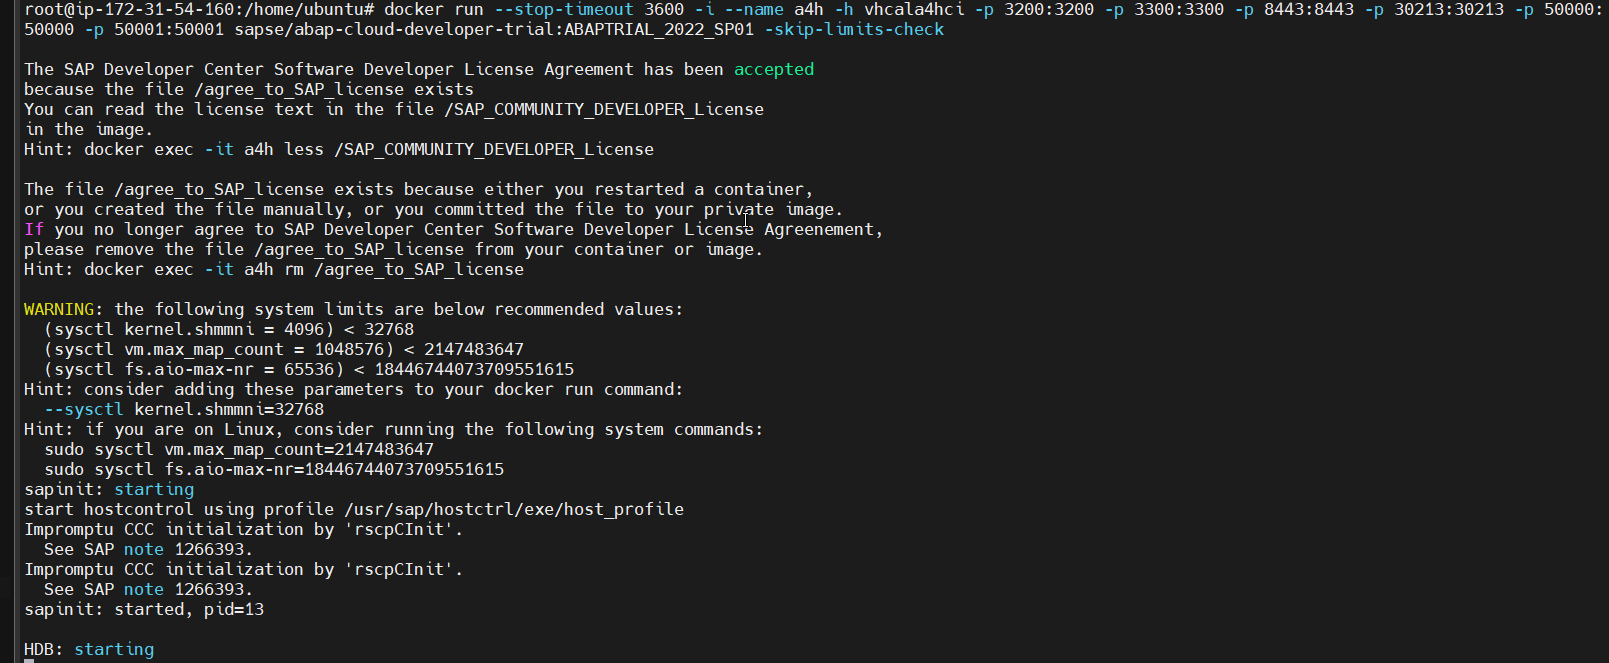 root@ip-172-31-54-160:/home/ubuntu# docker run --stop-timeout 3600 -i --name a4h -h vhcala4hci -p 3200:3200 -p 3300:3300 -p 8443:8443 -p 30213:30213 -p 50000:
50000 -p 50001:50001 sapse/abap-cloud-developer-trial:ABAPTRIAL_2022_SP01 -skip-limits-check
The SAP Developer Center Software Developer License Agreement has been accepted
because the file /agree_to_SAP_license exists
You can read the license text in the file /SAP_COMMUNITY_DEVELOPER_License
in the image.
Hint: docker exec -it a4h less /SAP_COMMUNITY_DEVELOPER_License
The file /agree_to_SAP_license exists because either you restarted a container,
or you created the file manually, or you committed the file to your private image.
If you no longer agree to SAP Developer Center Software Developer License Agreenement,
please remove the file /agree_to_SAP_license from your container or image.
Hint: docker exec -it a4h rm /agree_to_SAP_license
WARNING: the following system limits are below recommended values:
(sysctl kernel.shmmni = 4096) < 32768
(sysctl vm.max_map_count = 1048576) < 2147483647
(sysctl fs.aio-max-nr = 65536) < 18446744073709551615
Hint: consider adding these parameters to your docker run command:
--sysctl kernel.shmmni=32768
Hint: if you are on Linux, consider running the following system commands:
sudo sysctl vm.max_map_count=2147483647
sudo sysctl fs.aio-max-nr=18446744073709551615
sapinit: starting
start hostcontrol using profile /usr/sap/hostctrl/exe/host_profile
Impromptu CCC initialization by 'rscpCInit'.
See SAP note 1266393.
Impromptu CCC initialization by 'rscpCInit'.
See SAP note 1266393.
sapinit: started, pid=13
HDB: starting